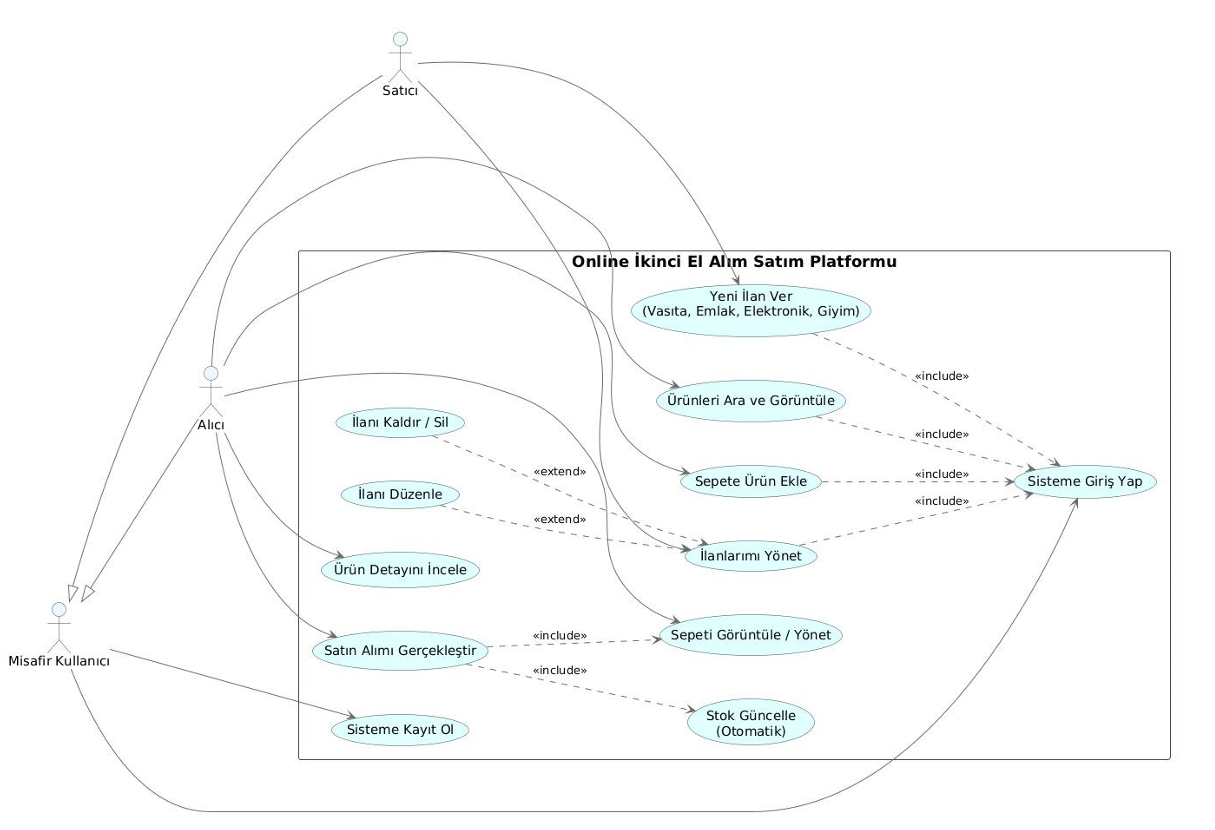 Satıcı
Online İkinci El Alım Satım Platformu
Yeni İlan Ver
(Vasıta, Emlak, Elektronik, Giyim)
«include»
Alıcı
Ürünleri Ara ve Görüntüle
İlanı Kaldır / Sil
«include»
«extend»
«include»
Sepete Ürün Ekle
Sisteme Giriş Yap
İlanı Düzenle
«include»
«extend»
İlanlarımı Yönet
Ürün Detayını İncele
Misafir Kullanıcı
«include»
Sepeti Görüntüle / Yönet
Satın Alımı Gerçekleştir
«include»
Stok Güncelle
(Otomatik)
Sisteme Kayıt Ol